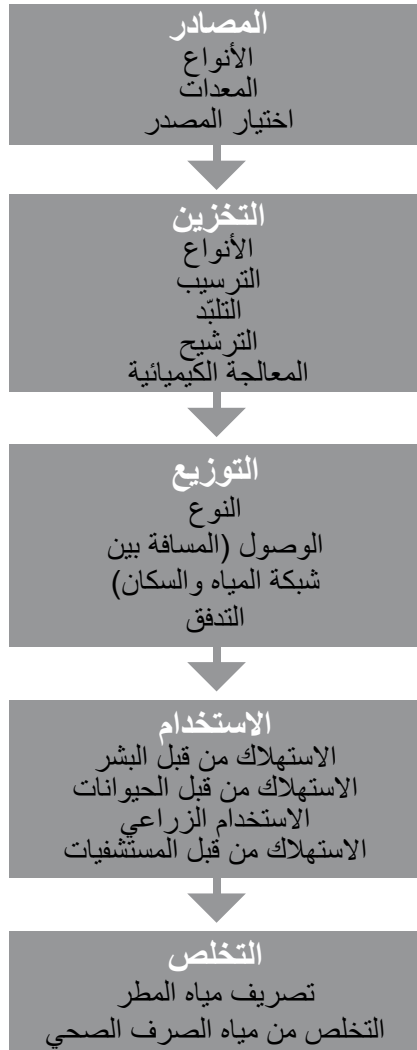 المصادر
الأنواع
المعدات
اختيار المصدر
التخزين
الأنواع
الترسيب
التلبّد
الترشيح
المعالجة الكيميائية
التوزيع
النوع
الوصول (المسافة بين
شبكة المياه والسكان)
التدفق
الاستخدام
الاستهلاك من قبل البشر
الاستهلاك من قبل الحيوانات
الاستخدام الزراعي
الاستهلاك من قبل المستشفيات
التخلص
تصريف مياه المطر
التخلص من مياه الصرف الصحي